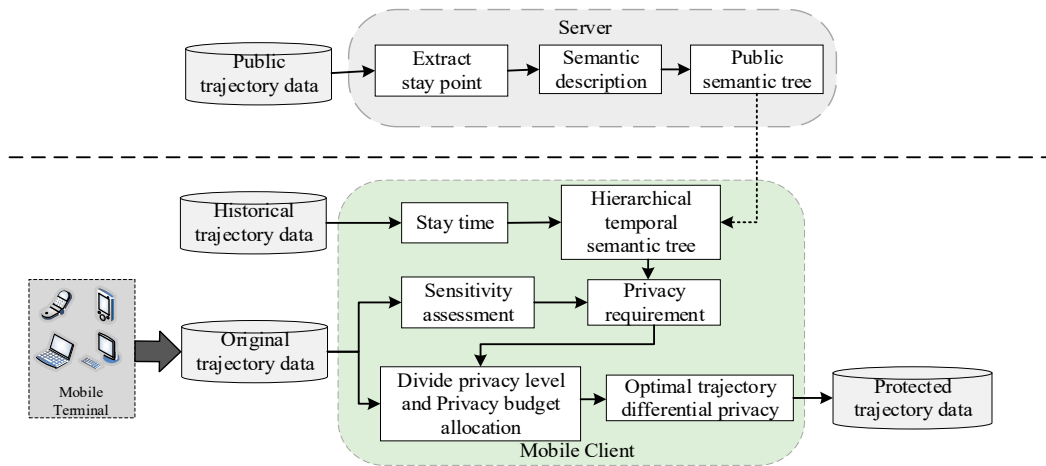 Server
Public
trajectory data
Extract
stay point
Semantic
description
Public
semantic tree
Historical
trajectory data
Stay time
Hierarchical
temporal
semantic tree
Sensitivity
assessment
Privacy
requirement
Mobile
Terminal
Original
trajectory data
Divide privacy level
and Privacy budget
allocation
Optimal trajectory
differential privacy
Protected
trajectory data
Mobile Client